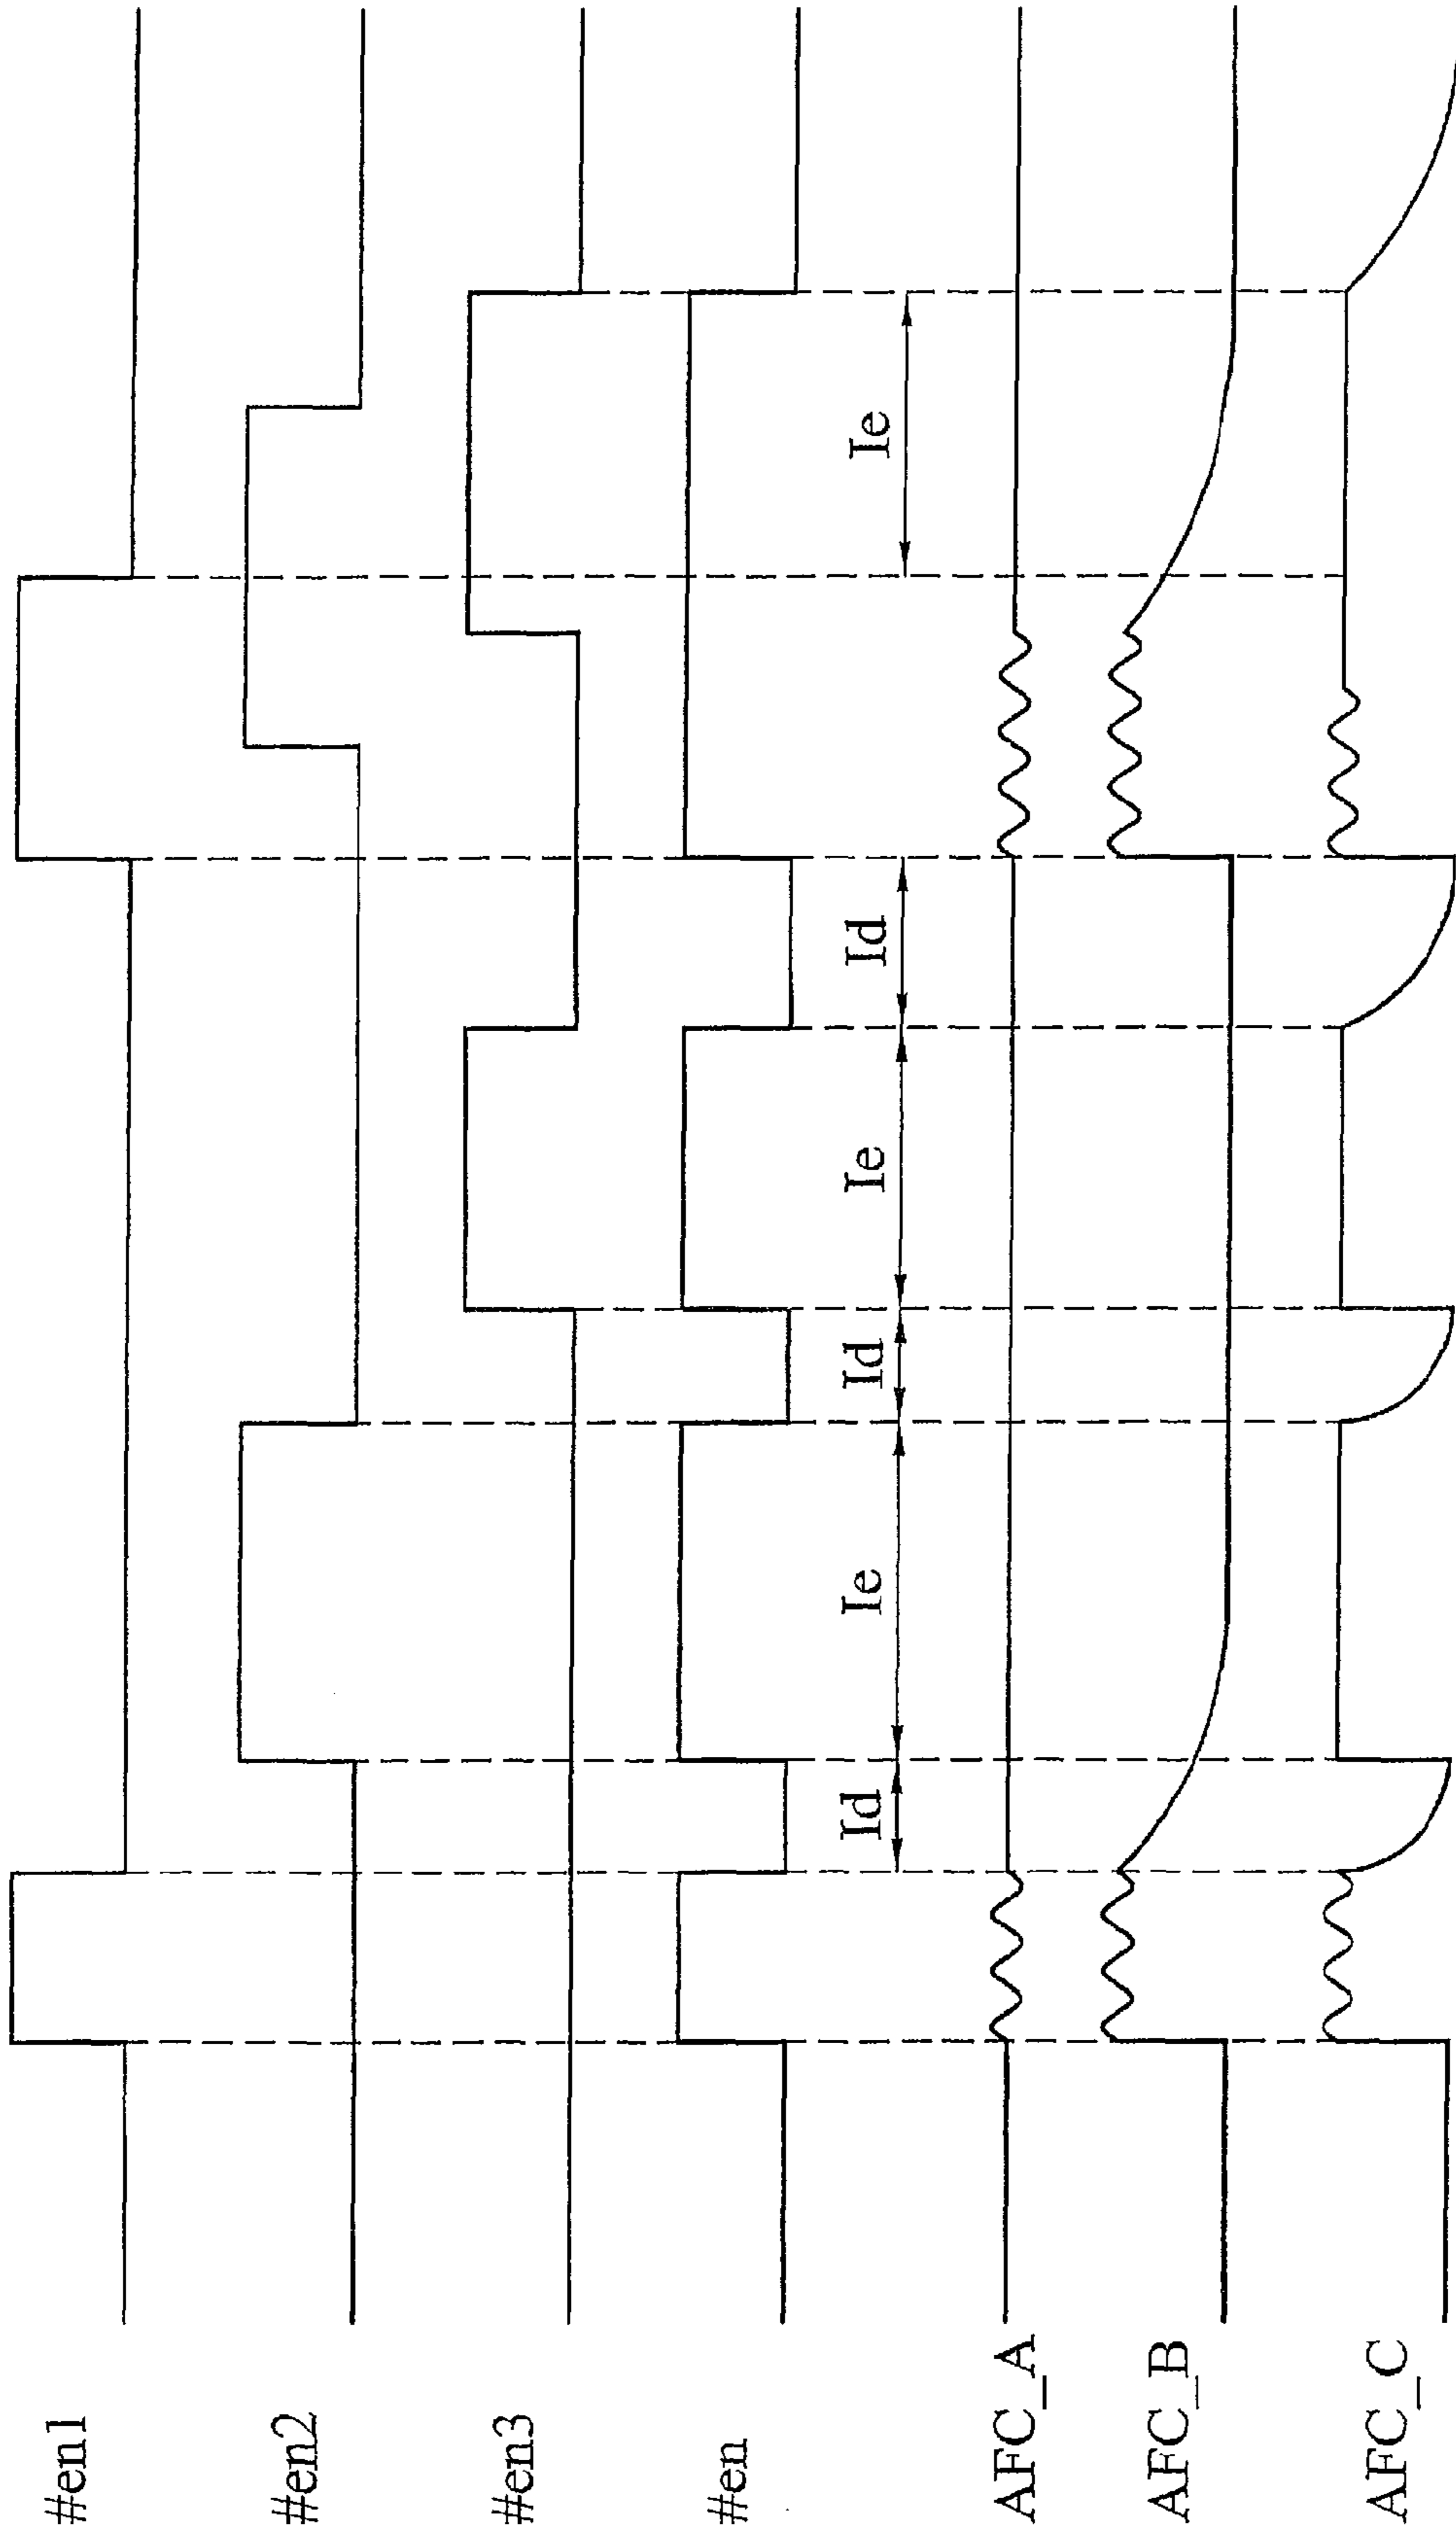 #en1
#en2
#en3
#en
Id
Ie
Id
Ie
Id
Ie
AFC_A
AFC_B
AFC_C